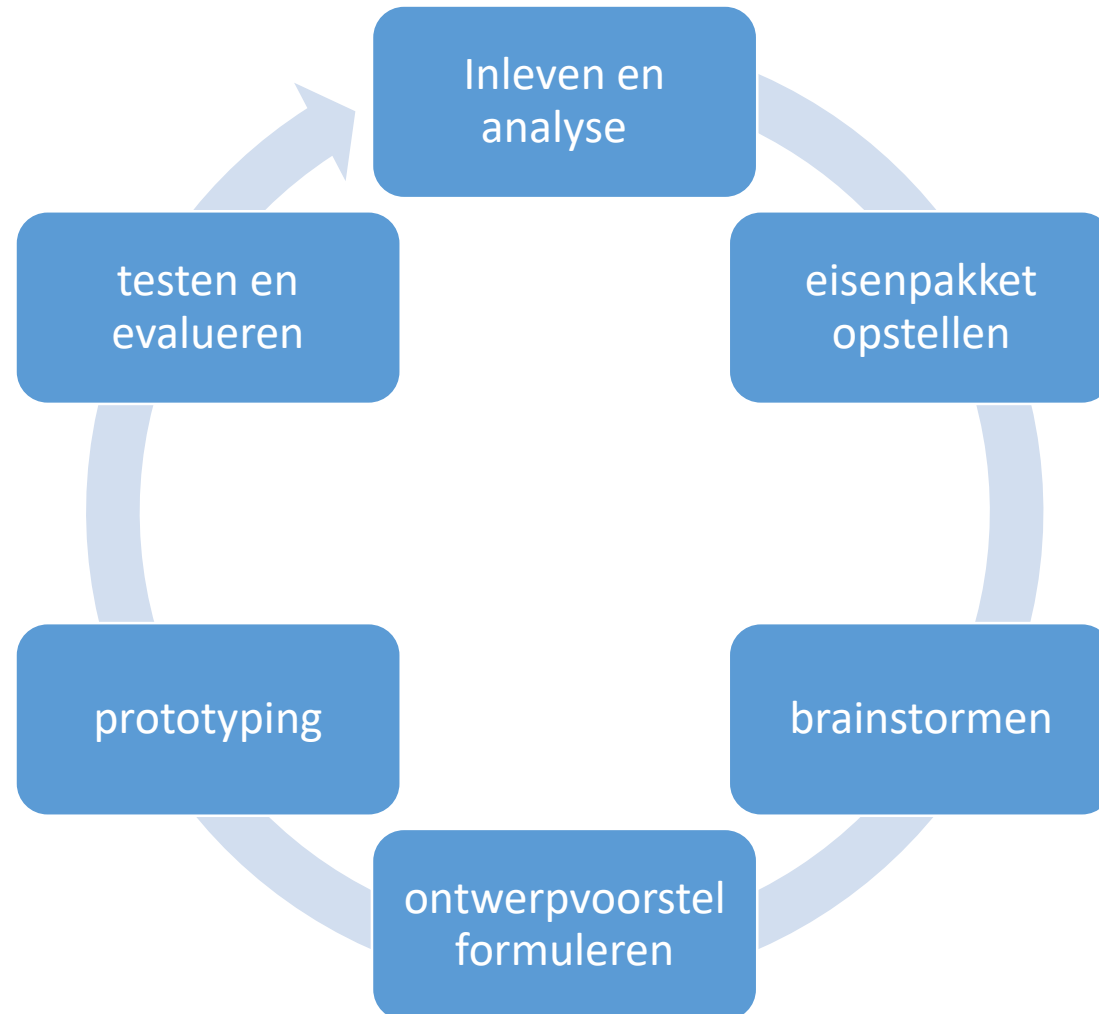 Inleven en
analyse
eisenpakket
opstellen
brainstormen
ontwerpvoorstel
formuleren
prototyping
testen en
evalueren